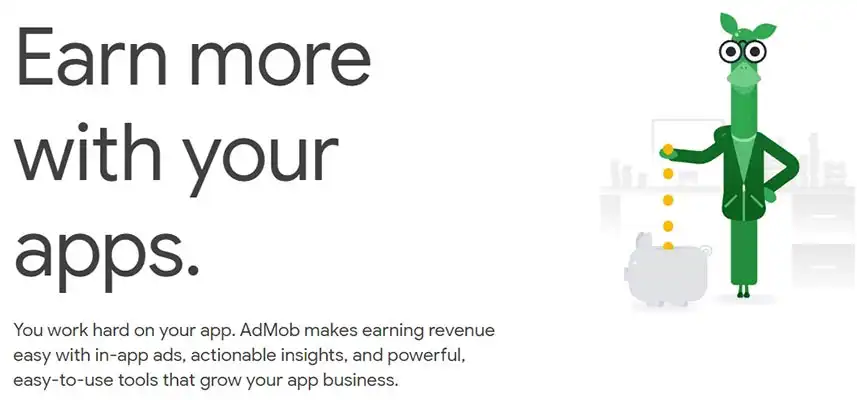 Earn more
with your
apps.
You work hard on your app. AdMob makes earning revenue
easy with in-app ads, actionable insights, and powerful,
easy-to-use tools that grow your app business.